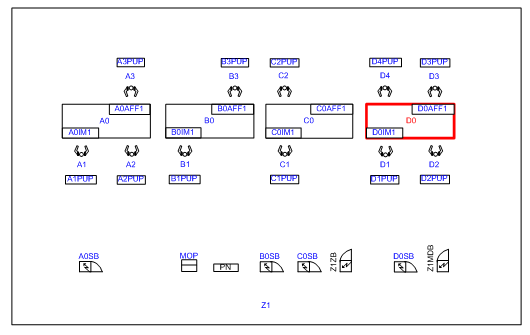 A3PUP B3PUP C2PUP D4PUP D3PUP
A3 B3 C2 D4 D3
A0AFF1 B0AFF1 C0AFF1 D0AFF1
A0 B0 C0 D0
A0IM1 B0IM1 C0IM1 D0IM1
A1 A2 B1 C1 D1 D2
A1PUP A2PUP B1PUP C1PUP D1PUP D2PUP
A0SB MOP PN B0SB C0SB Z1ZB D0SB Z1MDB
Z1